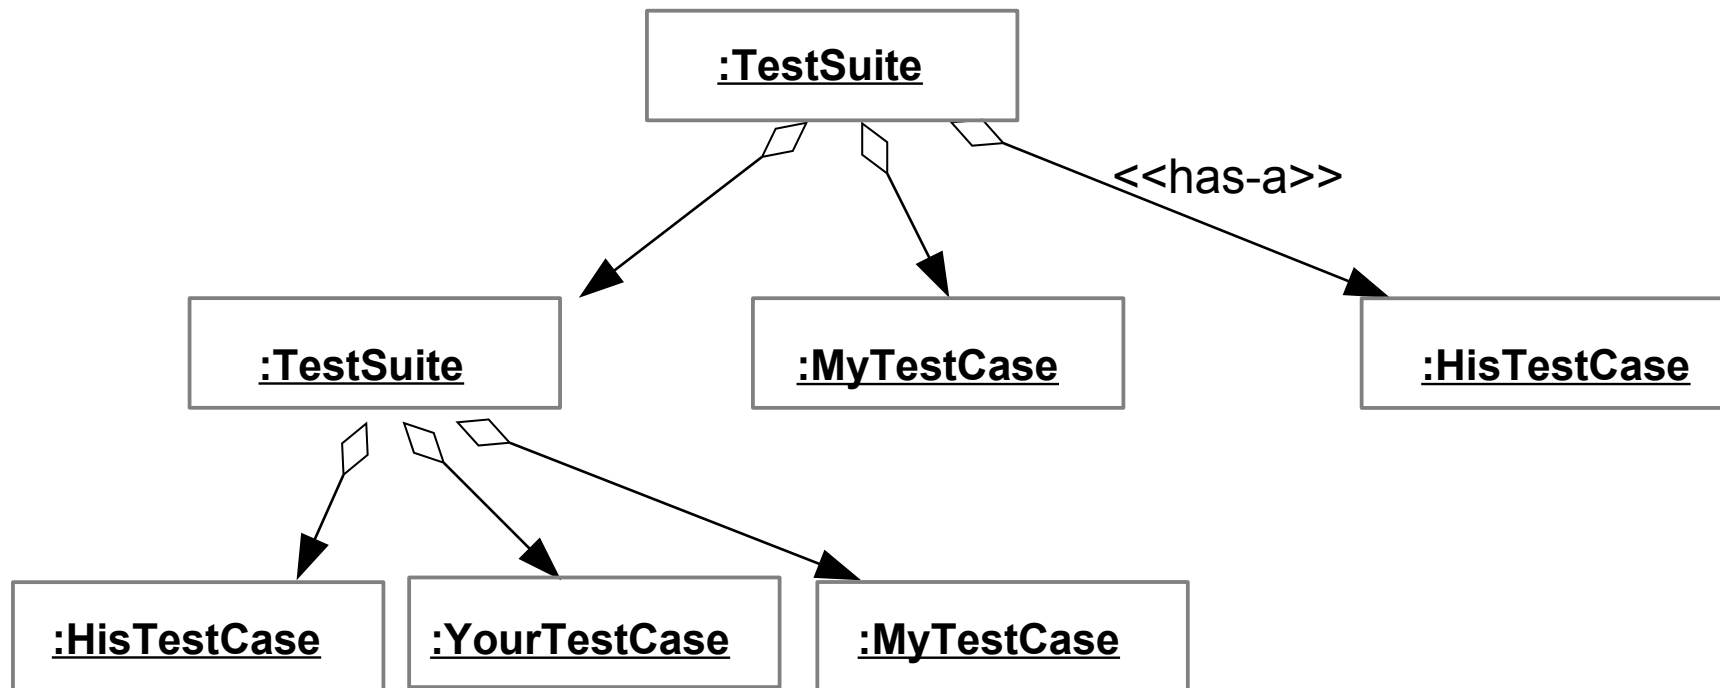 :TestSuite
<<has-a>>
:TestSuite
:MyTestCase
:HisTestCase
:HisTestCase
:YourTestCase
:MyTestCase